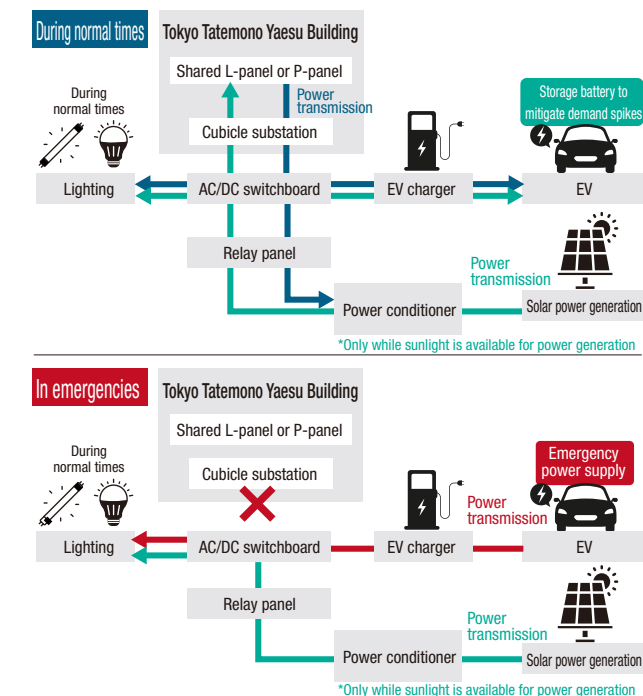 During normal times
Tokyo Tatemono Yaesu Building
Shared L-panel or P-panel
During
normal times
Power
transmission
Storage battery to
mitigate demand spikes
Cubicle substation
Lighting
AC/DC switchboard
EV charger
EV
Relay panel
Power
transmission
Power conditioner
Solar power generation
*Only while sunlight is available for power generation
In emergencies
Tokyo Tatemono Yaesu Building
Shared L-panel or P-panel
During
normal times
Cubicle substation
Emergency
power supply
Power
transmission
Lighting
AC/DC switchboard
EV charger
EV
Relay panel
Power
transmission
Power conditioner
Solar power generation
*Only while sunlight is available for power generation